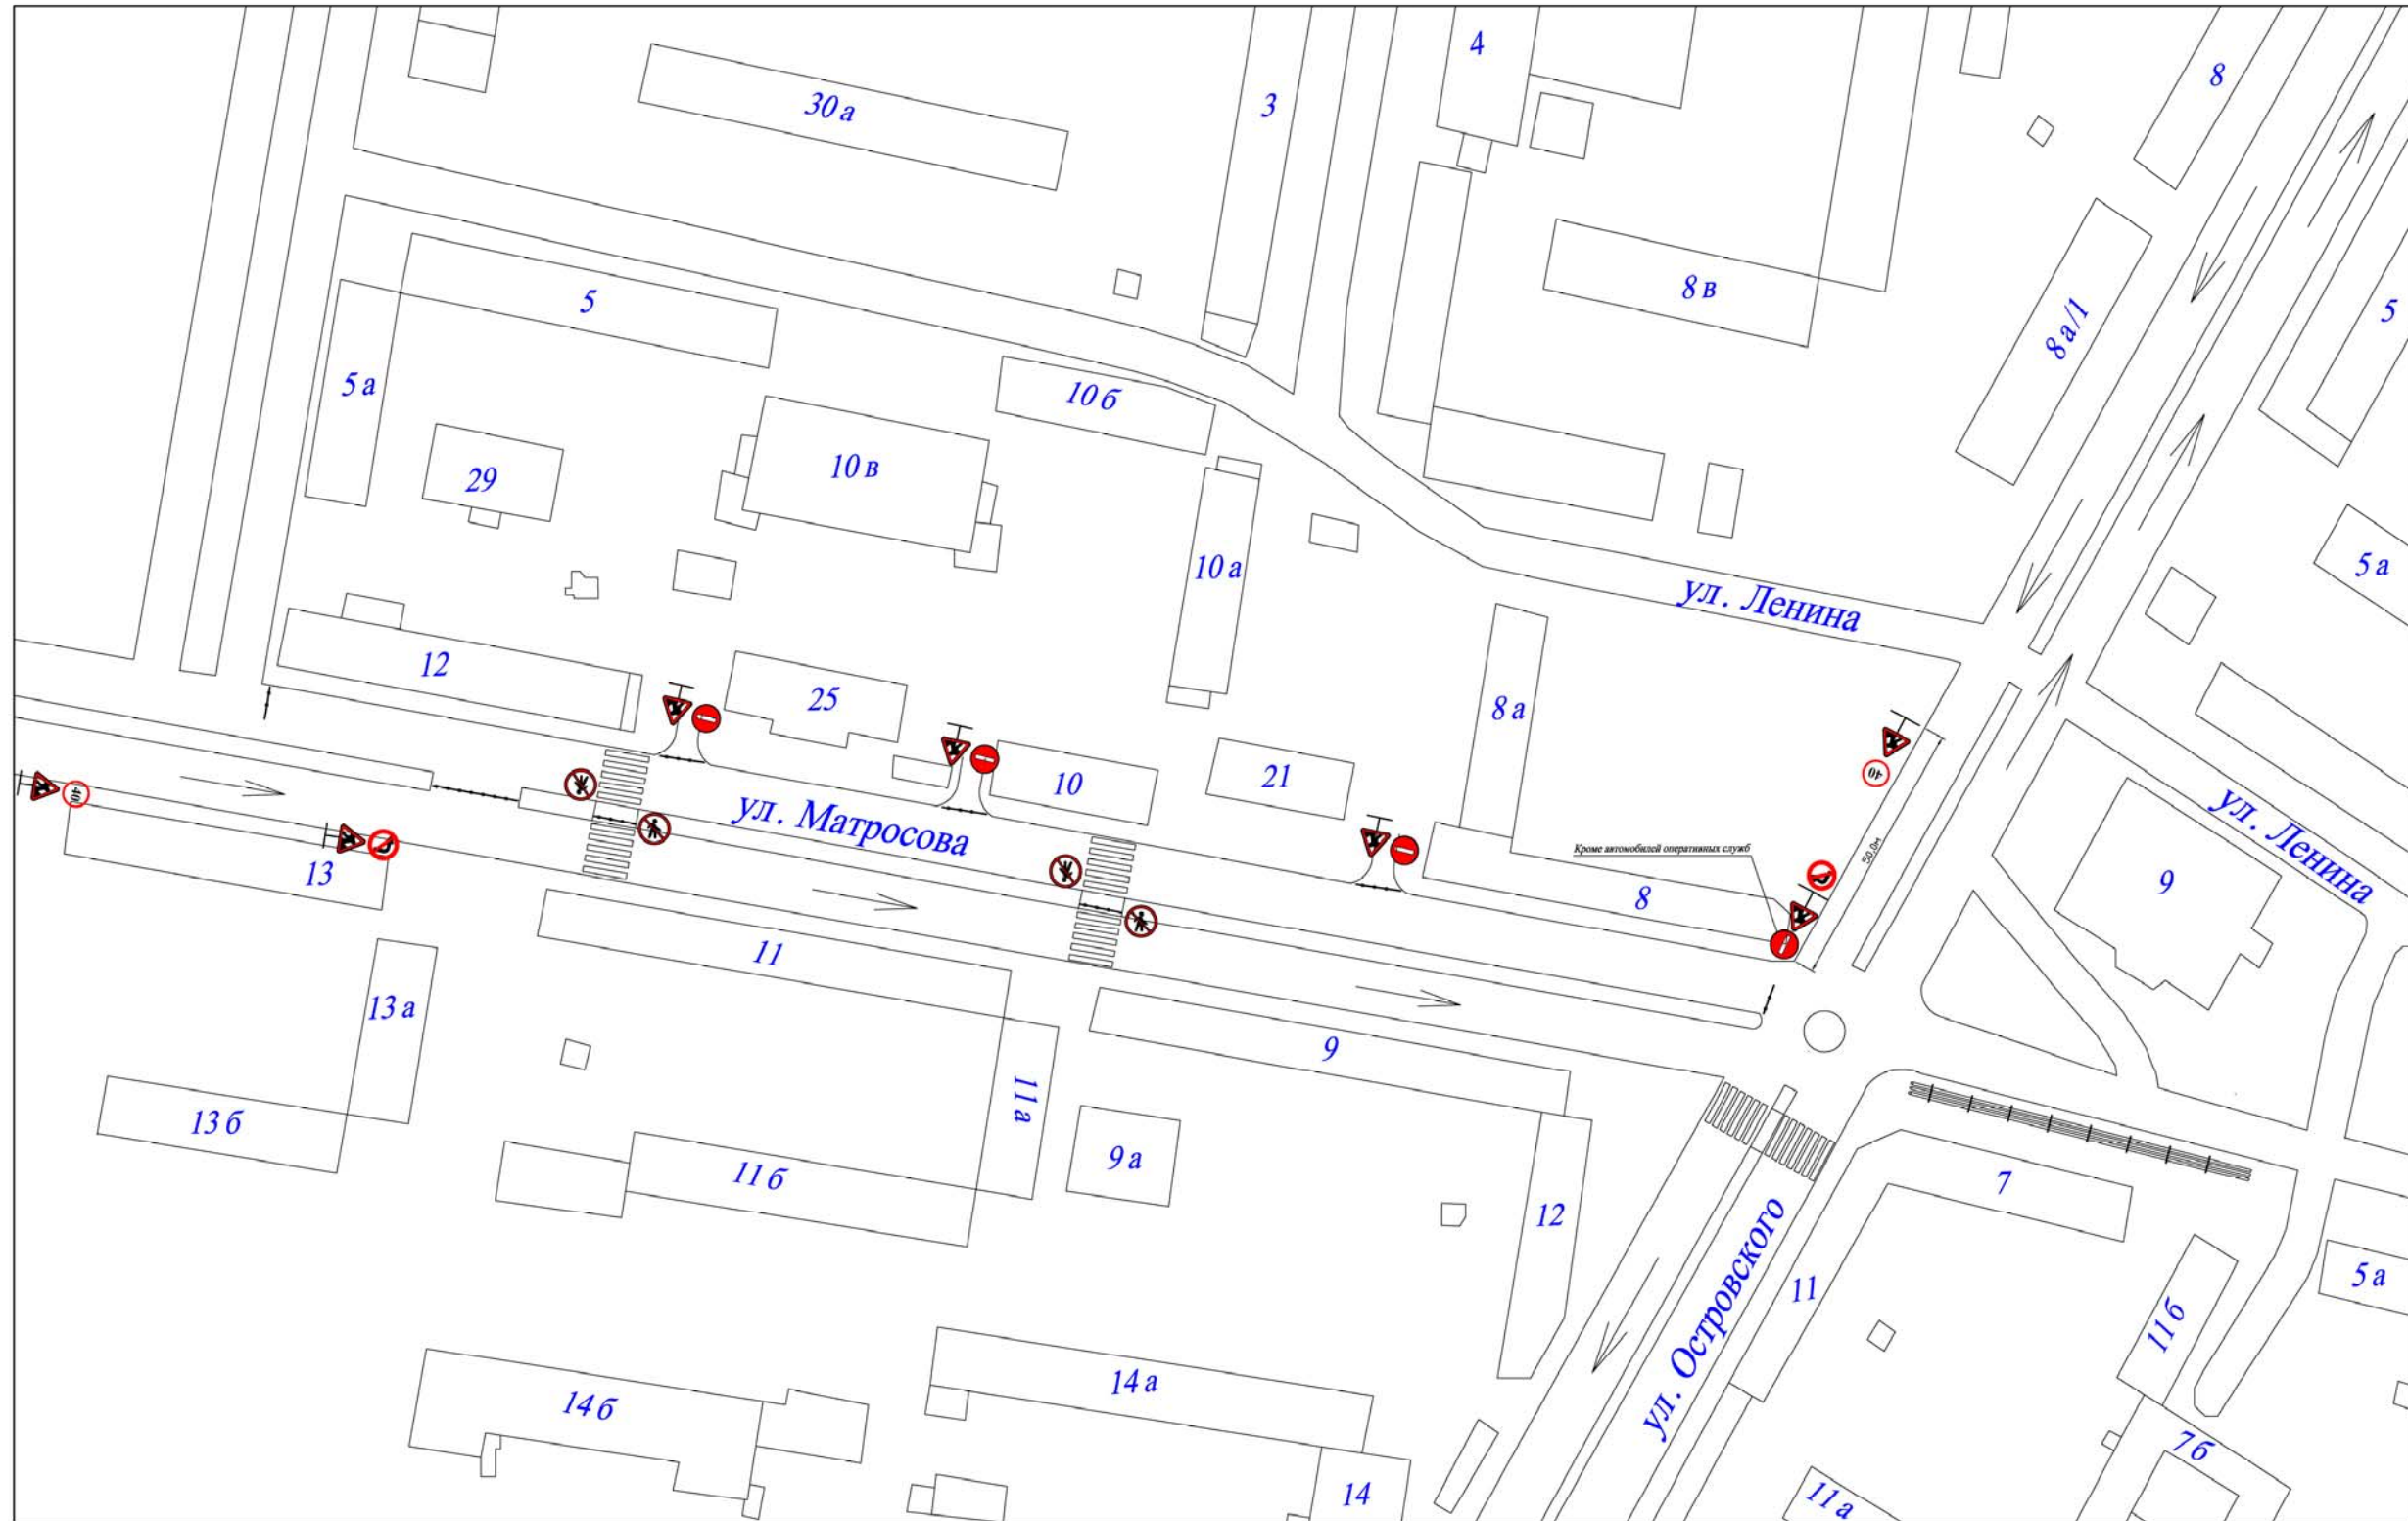 4
8
30 а
3
8 в
5
8 а/1
5
5 а
10 б
10 в
29
5 а
10 а
ул. Ленина
12
25
8 а
21
10
40
40
ул. Матросова
ул. Ленина
50,0м
Кроме автомобилей оперативных служб
9
13
8
11
13 а
9
11 а
13 б
11 б
9 а
7
12
5 а
11
11 б
ул. Островского
14 а
14 б
7 б
14
11 а